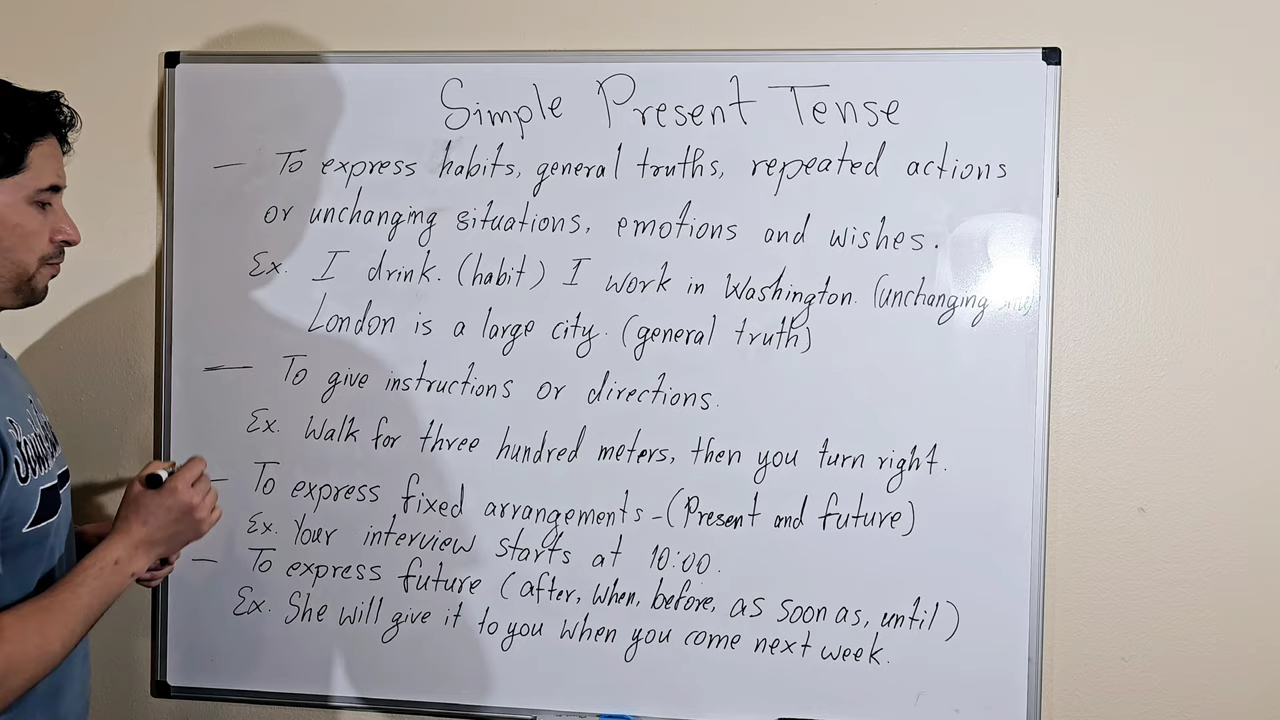 Simple Present Tense
— To express habits, general truths, repeated actions
or unchanging situations, emotions and wishes.
Ex. I drink. (habit) I work in Washington. (unchanging
London is a large city. (general truth)
— To give instructions or directions.
Ex. Walk for three hundred meters, then you turn right.
- To express fixed arrangements - (Present and future)
Ex. Your interview starts at 10:00.
— To express future (after, when, before, as soon as, until)
Ex. She will give it to you when you come next week.